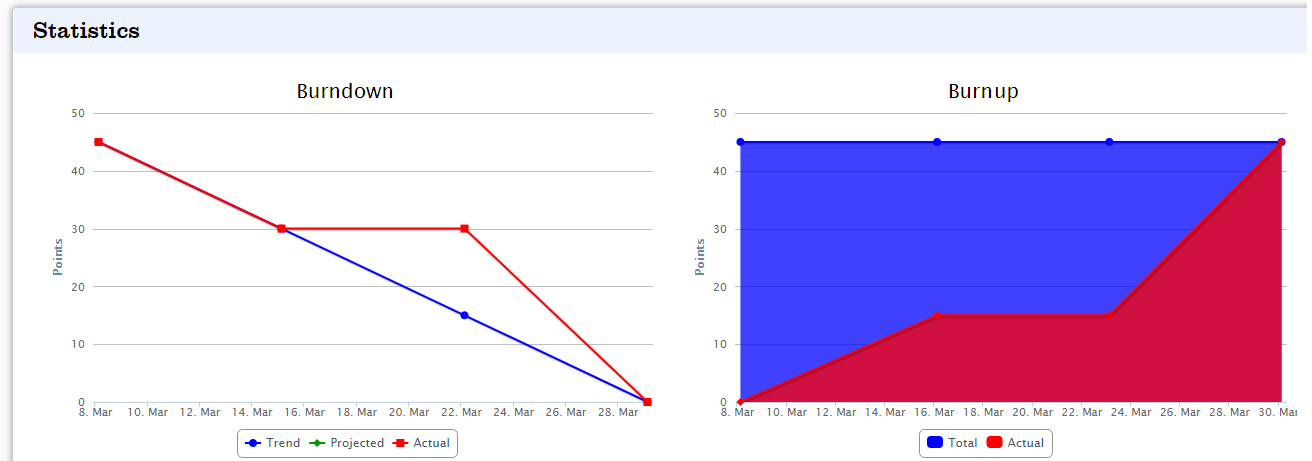 Statistics
Burndown
50
40
30
20
10
0
Points
8. Mar 10. Mar 12. Mar 14. Mar 16. Mar 18. Mar 20. Mar 22. Mar 24. Mar 26. Mar 28. Mar
Trend Projected Actual
Burnup
50
40
30
20
10
0
Points
8. Mar 10. Mar 12. Mar 14. Mar 16. Mar 18. Mar 20. Mar 22. Mar 24. Mar 26. Mar 28. Mar 30. Mar
Total Actual